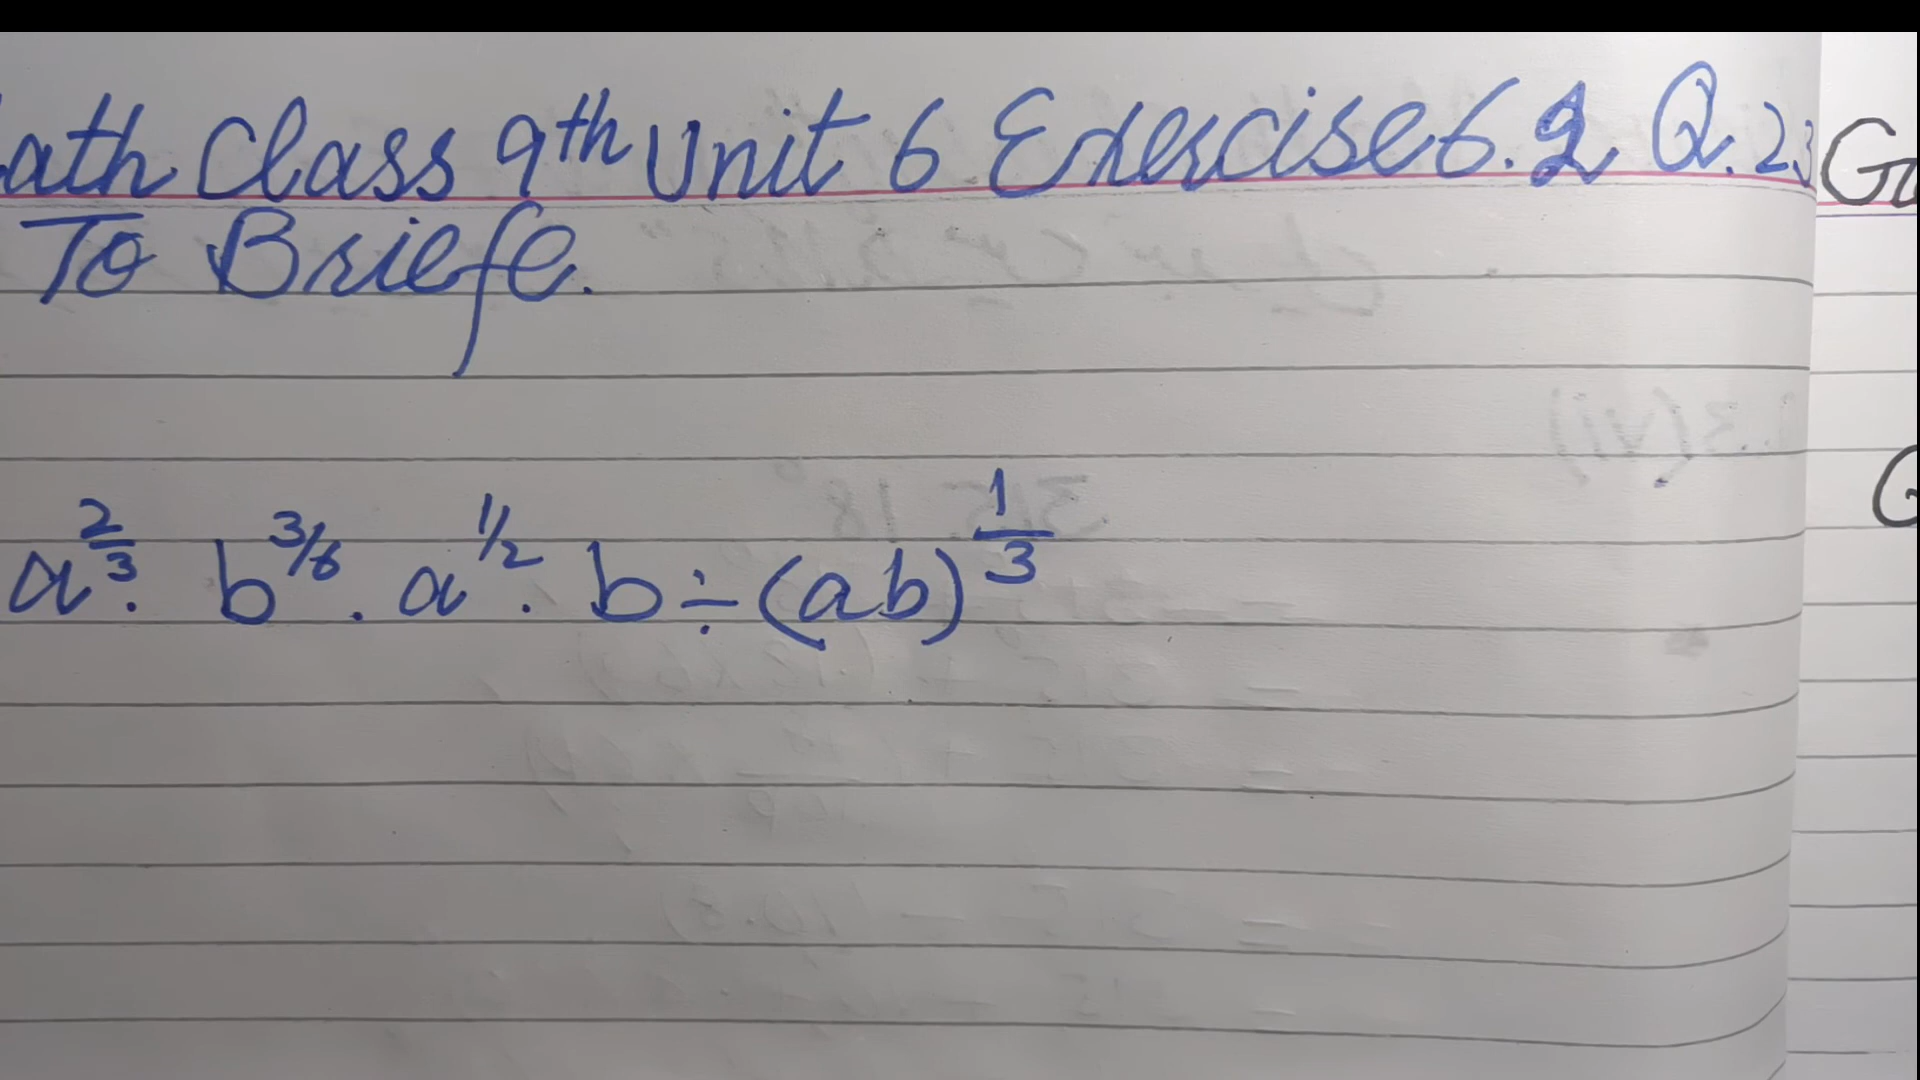 ath Class 9th Unit 6 Exercise 6.2 Q.23
To Briefe.
a^2/3 . b^3/6 . a^1/2 . b ÷ (ab)^1/3